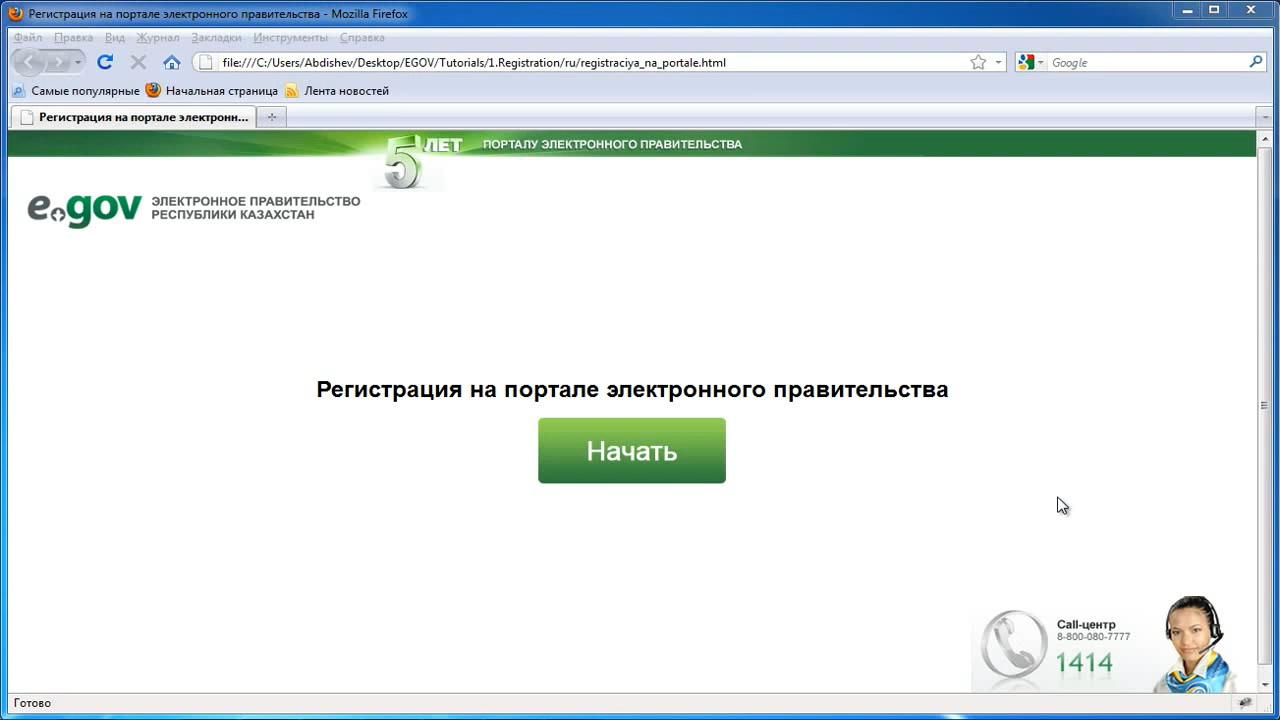 Регистрация на портале электронного правительства - Mozilla Firefox
Файл Правка Вид Журнал Закладки Инструменты Справка
file:///C:/Users/Abdishev/Desktop/EGOV/Tutorials/1.Registration/ru/registraciya_na_portale.html
Google
Самые популярные Начальная страница Лента новостей
Регистрация на портале электронн...
5 ЛЕТ ПОРТАЛУ ЭЛЕКТРОННОГО ПРАВИТЕЛЬСТВА
e.gov ЭЛЕКТРОННОЕ ПРАВИТЕЛЬСТВО
РЕСПУБЛИКИ КАЗАХСТАН
Регистрация на портале электронного правительства
Начать
Call-центр
8-800-080-7777
1414
Готово